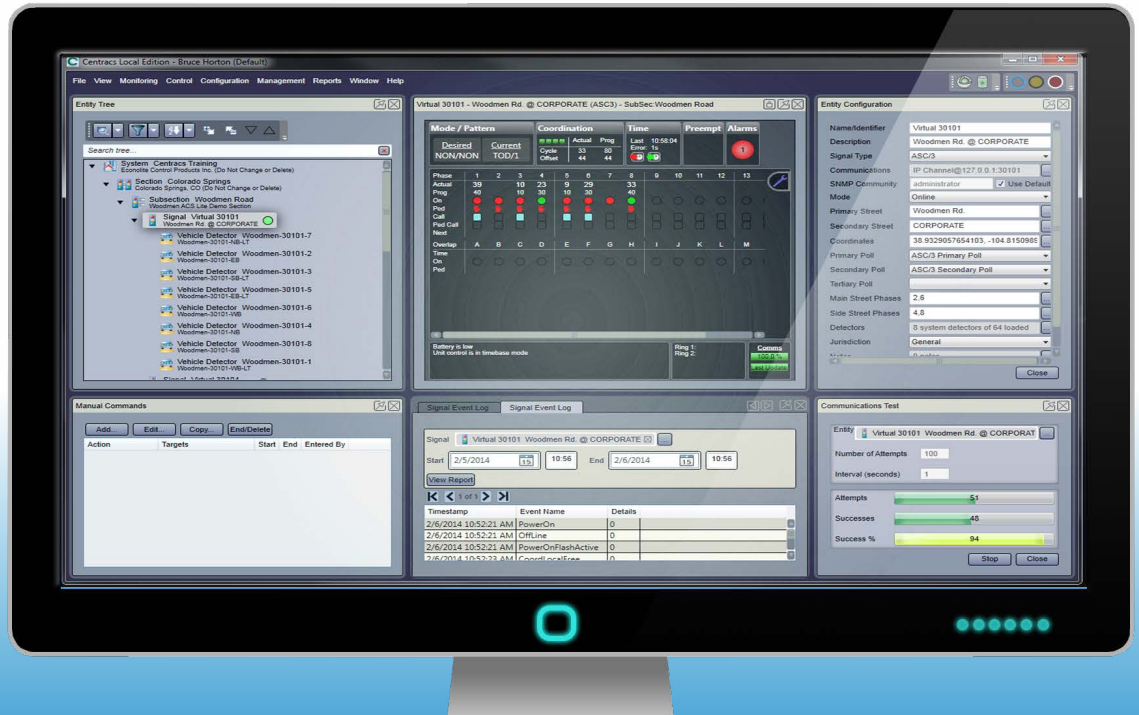 Centracs Local Edition - Bruce Horton (Default)
File View Monitoring Control Configuration Management Reports Window Help
Entity Tree
Search tree...
System Centracs Training
Econolite Control Products Inc. (Do Not Change or Delete)
Section Colorado Springs
Colorado Springs, CO (Do Not Change or Delete)
Subsection Woodmen Road
Woodmen ACS Lite Demo Section
Signal Virtual 30101
Woodmen Rd. @ CORPORATE
Vehicle Detector Woodmen-30101-7
Woodmen-30101-NB-LT
Vehicle Detector Woodmen-30101-2
Woodmen-30101-EB
Vehicle Detector Woodmen-30101-3
Woodmen-30101-SB-LT
Vehicle Detector Woodmen-30101-5
Woodmen-30101-EB-LT
Vehicle Detector Woodmen-30101-6
Woodmen-30101-WB
Vehicle Detector Woodmen-30101-4
Woodmen-30101-NB
Vehicle Detector Woodmen-30101-8
Woodmen-30101-SB
Vehicle Detector Woodmen-30101-1
Woodmen-30101-WB-LT
Virtual 30101 - Woodmen Rd. @ CORPORATE (ASC3) - SubSec:Woodmen Road
Mode / Pattern Coordination Time Preempt Alarms
Desired Current Actual Prog Last 10:58:04
NON/NON TOD/1 Cycle 33 80 Error: 1s 1
Offset 44 44
Phase 1 2 3 4 5 6 7 8 9 10 11 12 13
Actual 39 10 23 9 29 33
Prog 40 10 30 10 30 40
On
Ped
Call
Ped Call
Next
Overlap A B C D E F G H I J K L M
Time
On
Ped
Battery is low
Unit control is in timebase mode
Ring 1:
Ring 2:
Comms
100.0 %
Last Update
Entity Configuration
Name/Identifier Virtual 30101
Description Woodmen Rd. @ CORPORATE
Signal Type ASC/3
Communications IP Channel@127.0.0.1:30101
SNMP Community administrator Use Default
Mode Online
Primary Street Woodmen Rd.
Secondary Street CORPORATE
Coordinates 38.9329057654103, -104.8150985
Primary Poll ASC/3 Primary Poll
Secondary Poll ASC/3 Secondary Poll
Tertiary Poll
Main Street Phases 2,6
Side Street Phases 4,8
Detectors 8 system detectors of 64 loaded
Jurisdiction General
Close
Manual Commands
Add... Edit... Copy... End/Delete
Action Targets Start End Entered By
Signal Event Log Signal Event Log
Signal Virtual 30101 Woodmen Rd. @ CORPORATE
Start 2/5/2014 15 10:56 End 2/6/2014 15 10:56
View Report
1 of 1
Timestamp Event Name Details
2/6/2014 10:52:21 AM PowerOn 0
2/6/2014 10:52:21 AM OffLine 0
2/6/2014 10:52:21 AM PowerOnFlashActive 0
2/6/2014 10:52:23 AM CoordLocalFree 0
Communications Test
Entity Virtual 30101 Woodmen Rd. @ CORPORAT
Number of Attempts 100
Interval (seconds) 1
Attempts 51
Successes 48
Success % 94
Stop Close